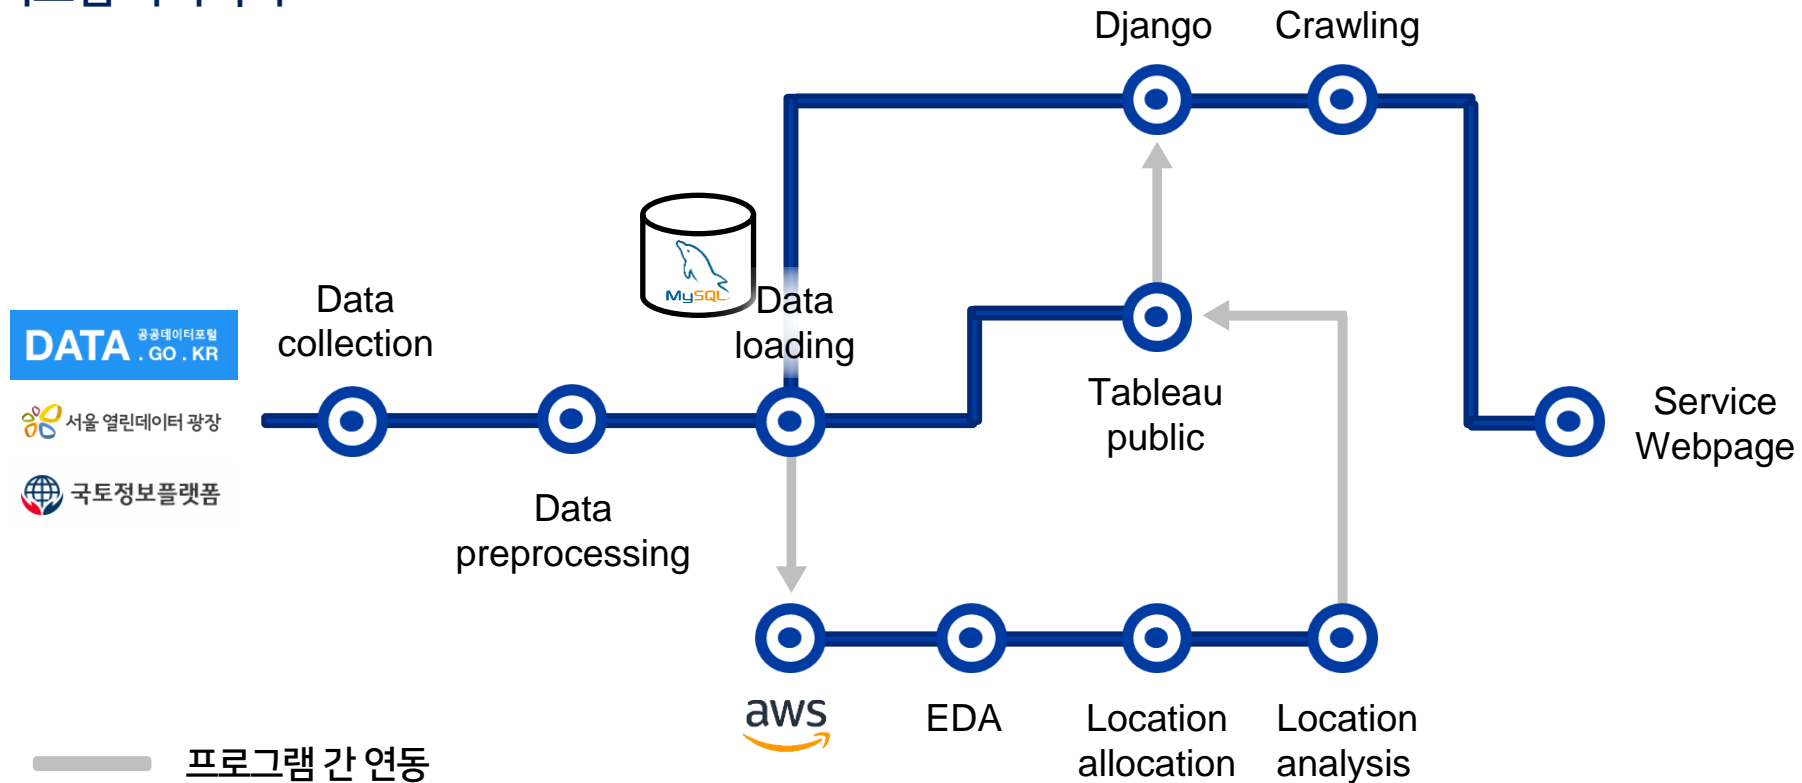 Django
Crawling
MySQL
Data
collection
Data
loading
DATA 공공데이터포털
. GO . KR
서울 열린데이터 광장
국토정보플랫폼
Tableau
public
Service
Webpage
Data
preprocessing
aws
EDA
Location
allocation
Location
analysis
프로그램 간 연동